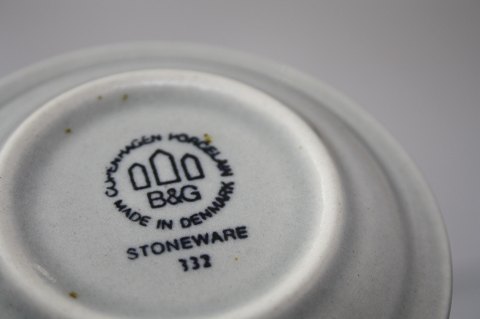 COPENHAGEN PORCELAIN
B&G
MADE IN DENMARK
STONEWARE
332